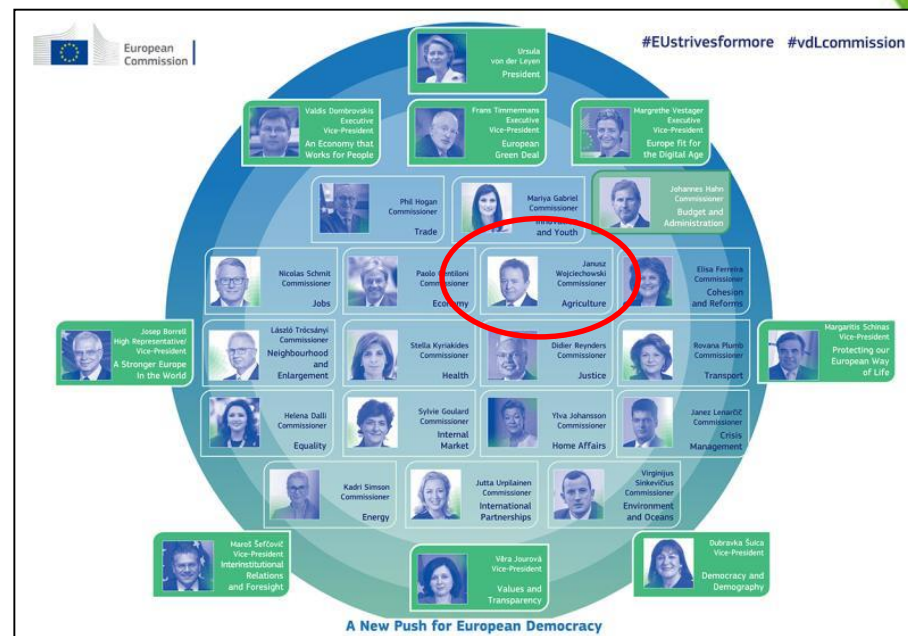 European
Commission
#EUstrivesformore #vdLcommission
Ursula
von der Leyen
President
Valdis Dombrovskis
Executive
Vice-President
An Economy that
Works for People
Frans Timmermans
Executive
Vice-President
European
Green Deal
Margrethe Vestager
Executive
Vice-President
Europe fit for
the Digital Age
Phil Hogan
Commissioner
Trade
Mariya Gabriel
Commissioner
and Youth
Johannes Hahn
Commissioner
Budget and
Administration
Nicolas Schmit
Commissioner
Jobs
Paolo Gentiloni
Commissioner
Economy
Janusz
Wojciechowski
Commissioner
Agriculture
Elisa Ferreira
Commissioner
Cohesion
and Reforms
Josep Borrell
High Representative/
Vice-President
A Stronger Europe
In the World
László Trócsányi
Commissioner
Neighbourhood
and
Enlargement
Stella Kyriakides
Commissioner
Health
Didier Reynders
Commissioner
Justice
Rovana Plumb
Commissioner
Transport
Margaritis Schinas
Vice-President
Protecting our
European Way
of Life
Helena Dalli
Commissioner
Equality
Sylvie Goulard
Commissioner
Internal
Market
Ylva Johansson
Commissioner
Home Affairs
Janez Lenarčič
Commissioner
Crisis
Management
Kadri Simson
Commissioner
Energy
Jutta Urpilainen
Commissioner
International
Partnerships
Virginijus
Sinkevičius
Commissioner
Environment
and Oceans
Maroš Šefčovič
Vice-President
Interinstitutional
Relations
and Foresight
Věra Jourová
Vice-President
Values and
Transparency
Dubravka Šuica
Vice-President
Democracy and
Demography
A New Push for European Democracy